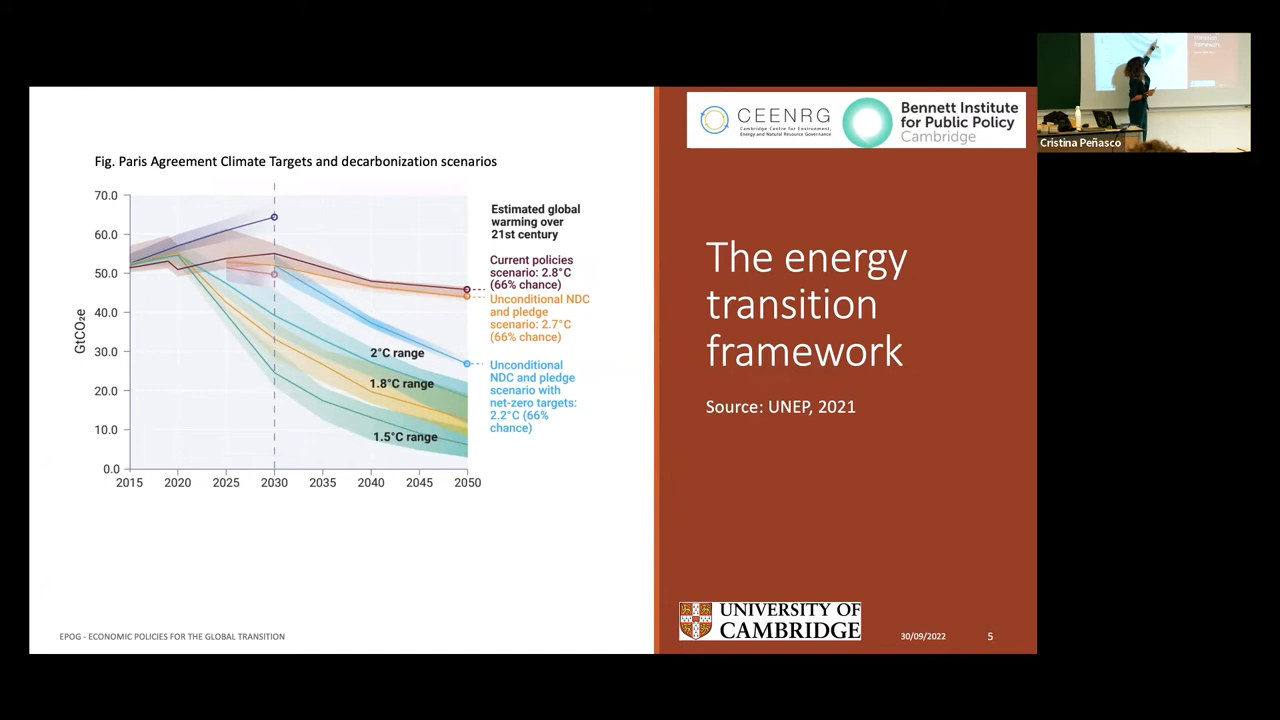 Fig. Paris Agreement Climate Targets and decarbonization scenarios
70.0
60.0
50.0
40.0
30.0
20.0
10.0
0.0
GtCO₂e
2015 2020 2025 2030 2035 2040 2045 2050
2°C range
1.8°C range
1.5°C range
Estimated global
warming over
21st century
Current policies
scenario: 2.8°C
(66% chance)
Unconditional NDC
and pledge
scenario: 2.7°C
(66% chance)
Unconditional
NDC and pledge
scenario with
net-zero targets:
2.2°C (66%
chance)
EPOG - ECONOMIC POLICIES FOR THE GLOBAL TRANSITION
CEENRG
Cambridge Centre for Environment,
Energy and Natural Resource Governance
Bennett Institute
for Public Policy
Cambridge
The energy
transition
framework
Source: UNEP, 2021
UNIVERSITY OF
CAMBRIDGE
30/09/2022
5
Cristina Peñasco